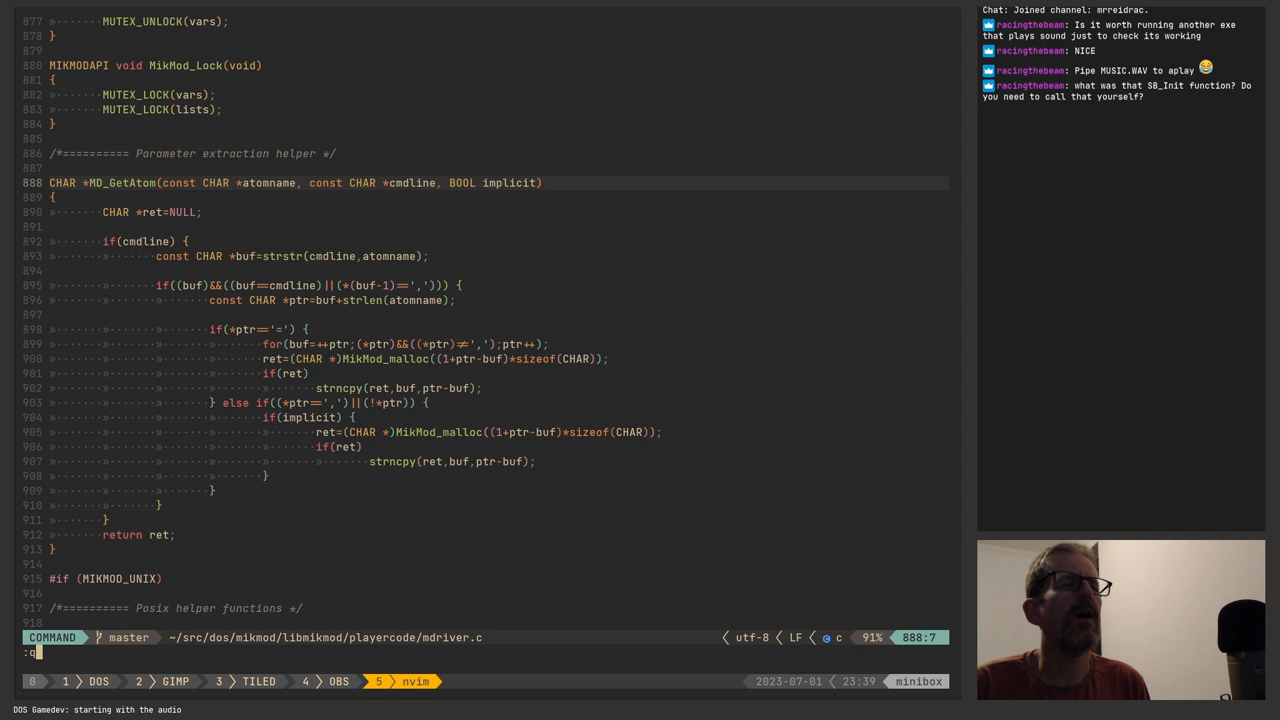 877 »·······MUTEX_UNLOCK(vars);
878 }
879
880 MIKMODAPI void MikMod_Lock(void)
881 {
882 »·······MUTEX_LOCK(vars);
883 »·······MUTEX_LOCK(lists);
884 }
885
886 /*========== Parameter extraction helper */
887
888 CHAR *MD_GetAtom(const CHAR *atomname, const CHAR *cmdline, BOOL implicit)
889 {
890 »·······CHAR *ret=NULL;
891
892 »·······if(cmdline) {
893 »·······»·······const CHAR *buf=strstr(cmdline,atomname);
894
895 »·······»·······if((buf)&&((buf==cmdline)||(*(buf-1)==','))) {
896 »·······»·······»·······const CHAR *ptr=buf+strlen(atomname);
897
898 »·······»·······»·······if(*ptr=='=') {
899 »·······»·······»·······»·······for(buf=++ptr;(*ptr)&&((*ptr)!=',');ptr++);
900 »·······»·······»·······»·······ret=(CHAR *)MikMod_malloc((1+ptr-buf)*sizeof(CHAR));
901 »·······»·······»·······»·······if(ret)
902 »·······»·······»·······»·······»·······strncpy(ret,buf,ptr-buf);
903 »·······»·······»·······} else if((*ptr==',')||(!*ptr)) {
904 »·······»·······»·······»·······if(implicit) {
905 »·······»·······»·······»·······»·······ret=(CHAR *)MikMod_malloc((1+ptr-buf)*sizeof(CHAR));
906 »·······»·······»·······»·······»·······if(ret)
907 »·······»·······»·······»·······»·······»·······strncpy(ret,buf,ptr-buf);
908 »·······»·······»·······»·······}
909 »·······»·······»·······}
910 »·······»·······}
911 »·······}
912 »·······return ret;
913 }
914
915 #if (MIKMOD_UNIX)
916
917 /*========== Posix helper functions */
918
COMMAND master ~/src/dos/mikmod/libmikmod/playercode/mdriver.c utf-8 LF c 91% 888:7
:q
0 1 DOS 2 GIMP 3 TILED 4 OBS 5 nvim 2023-07-01 23:39 minibox
DOS Gamedev: starting with the audio
Chat: Joined channel: mrreidrac.
racingthebeam: Is it worth running another exe
that plays sound just to check its working
racingthebeam: NICE
racingthebeam: Pipe MUSIC.WAV to aplay 😂
racingthebeam: what was that SB_Init function? Do
you need to call that yourself?